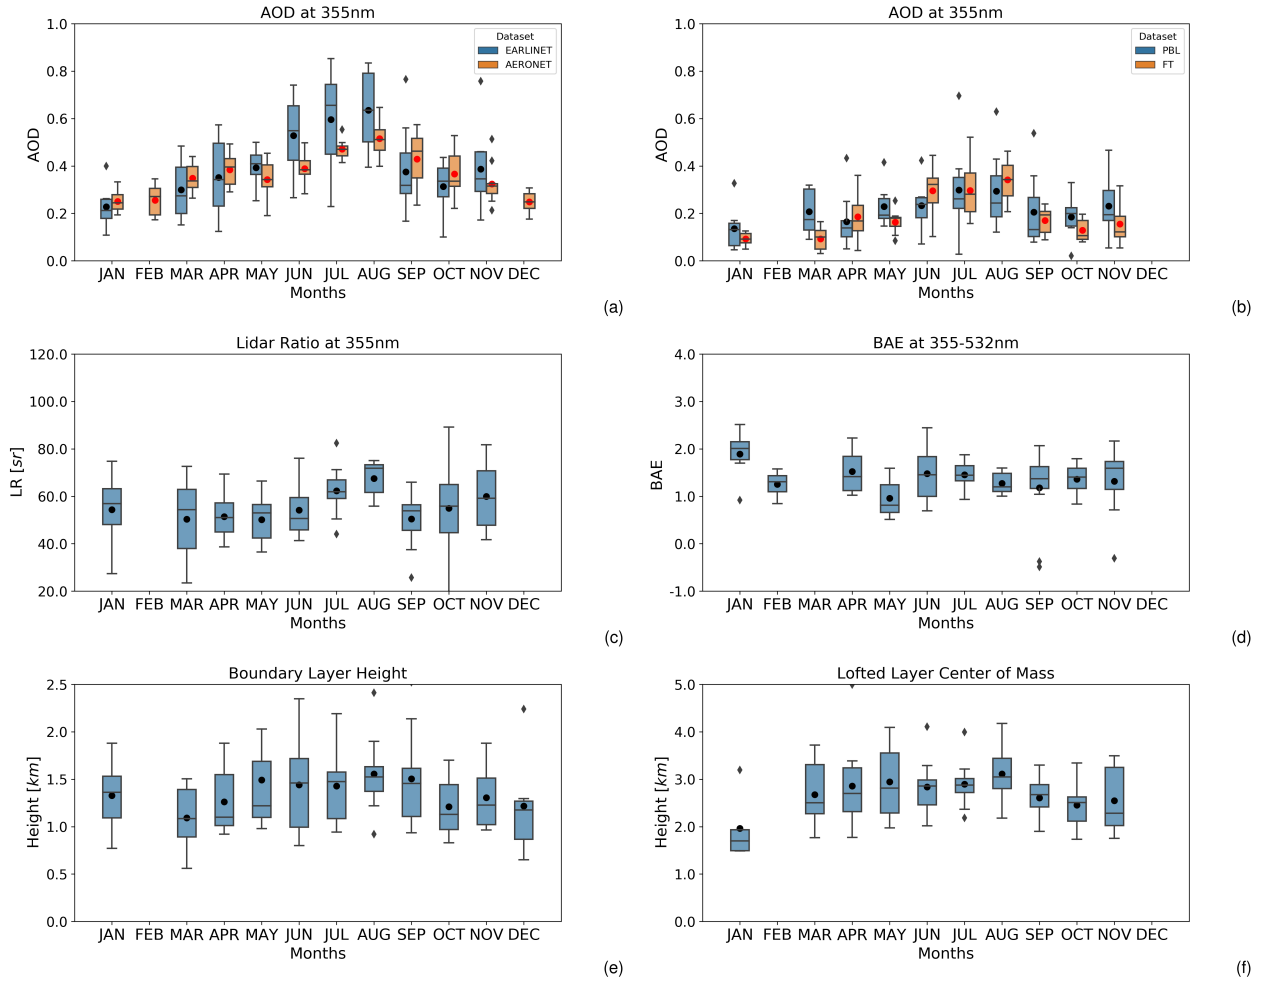 AOD at 355nm
1.0
0.8
0.6
0.4
0.2
0.0
AOD
Dataset
EARLINET
AERONET
JAN FEB MAR APR MAY JUN JUL AUG SEP OCT NOV DEC
Months
(a)
AOD at 355nm
1.0
0.8
0.6
0.4
0.2
0.0
AOD
Dataset
PBL
FT
JAN FEB MAR APR MAY JUN JUL AUG SEP OCT NOV DEC
Months
(b)
Lidar Ratio at 355nm
120.0
100.0
80.0
60.0
40.0
20.0
LR [sr]
JAN FEB MAR APR MAY JUN JUL AUG SEP OCT NOV DEC
Months
(c)
BAE at 355-532nm
4.0
3.0
2.0
1.0
0.0
-1.0
BAE
JAN FEB MAR APR MAY JUN JUL AUG SEP OCT NOV DEC
Months
(d)
Boundary Layer Height
2.5
2.0
1.5
1.0
0.5
0.0
Height [km]
JAN FEB MAR APR MAY JUN JUL AUG SEP OCT NOV DEC
Months
(e)
Lofted Layer Center of Mass
5.0
4.0
3.0
2.0
1.0
0.0
Height [km]
JAN FEB MAR APR MAY JUN JUL AUG SEP OCT NOV DEC
Months
(f)